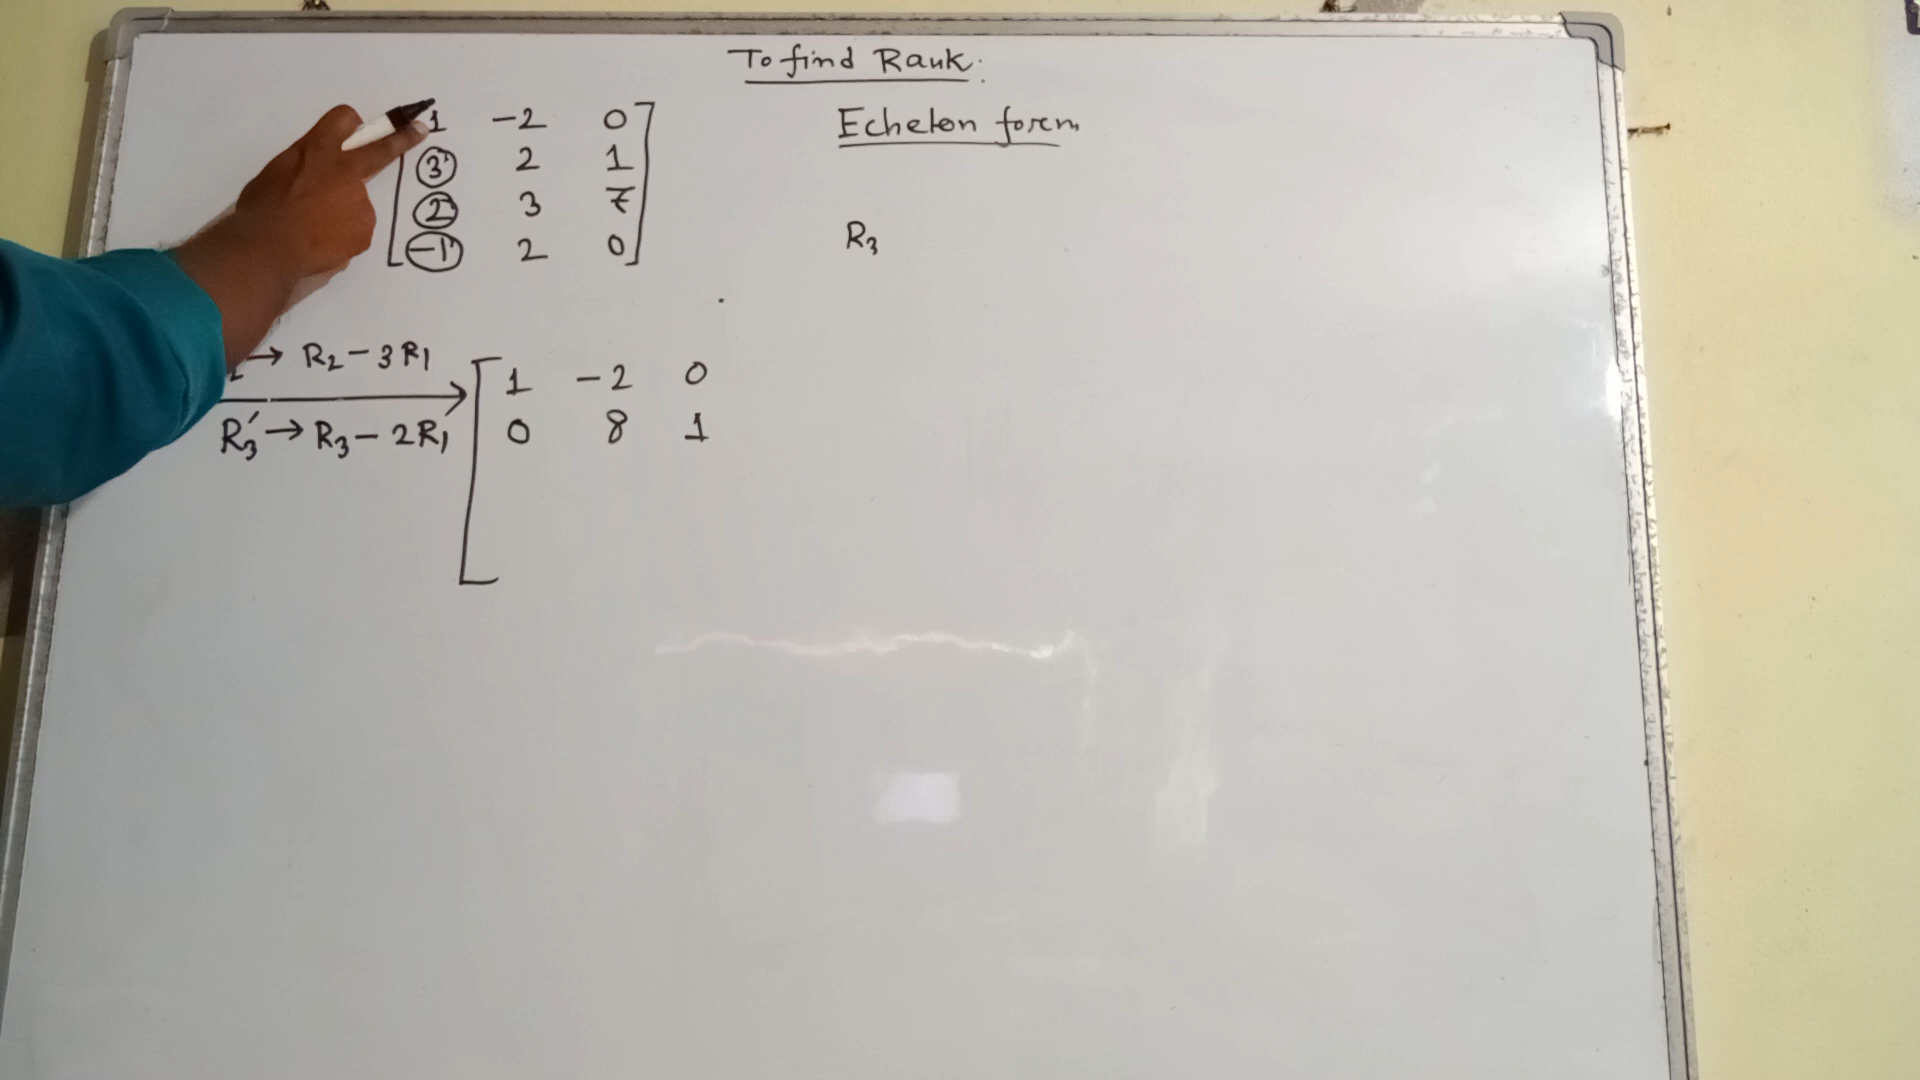 To find Rank.
1 -2 0
3 2 1
2 3 7
-1 2 0
Echelon form
R₃
→ R₂ - 3R₁
R₃′ → R₃ - 2R₁
1 -2 0
0 8 1